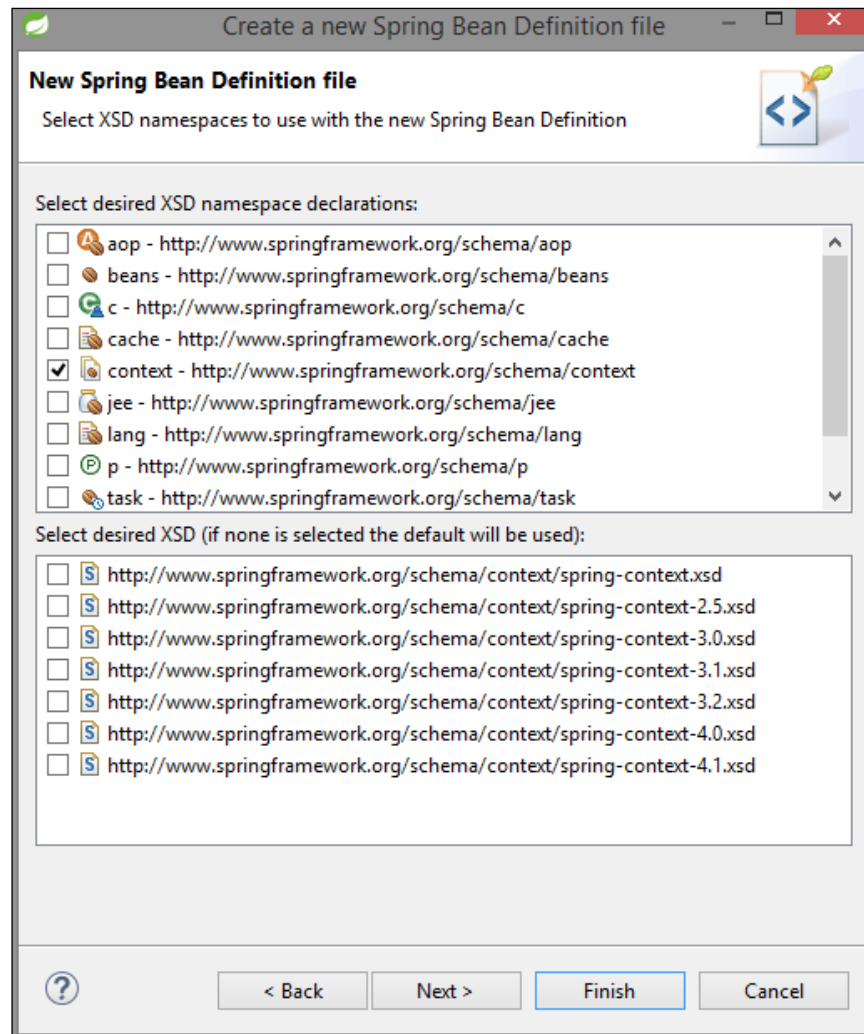 Create a new Spring Bean Definition file
New Spring Bean Definition file
Select XSD namespaces to use with the new Spring Bean Definition
Select desired XSD namespace declarations:
aop - http://www.springframework.org/schema/aop
beans - http://www.springframework.org/schema/beans
c - http://www.springframework.org/schema/c
cache - http://www.springframework.org/schema/cache
context - http://www.springframework.org/schema/context
jee - http://www.springframework.org/schema/jee
lang - http://www.springframework.org/schema/lang
p - http://www.springframework.org/schema/p
task - http://www.springframework.org/schema/task
Select desired XSD (if none is selected the default will be used):
http://www.springframework.org/schema/context/spring-context.xsd
http://www.springframework.org/schema/context/spring-context-2.5.xsd
http://www.springframework.org/schema/context/spring-context-3.0.xsd
http://www.springframework.org/schema/context/spring-context-3.1.xsd
http://www.springframework.org/schema/context/spring-context-3.2.xsd
http://www.springframework.org/schema/context/spring-context-4.0.xsd
http://www.springframework.org/schema/context/spring-context-4.1.xsd
? < Back Next > Finish Cancel